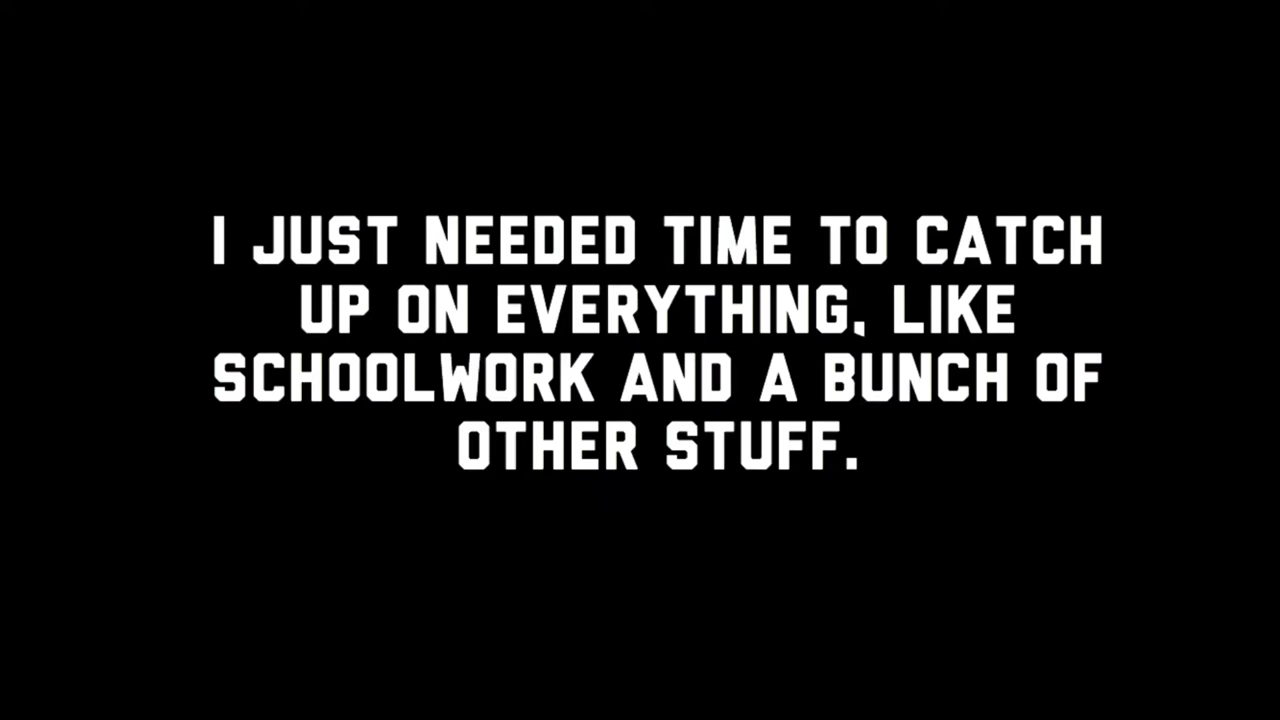 I JUST NEEDED TIME TO CATCH
UP ON EVERYTHING, LIKE
SCHOOLWORK AND A BUNCH OF
OTHER STUFF.